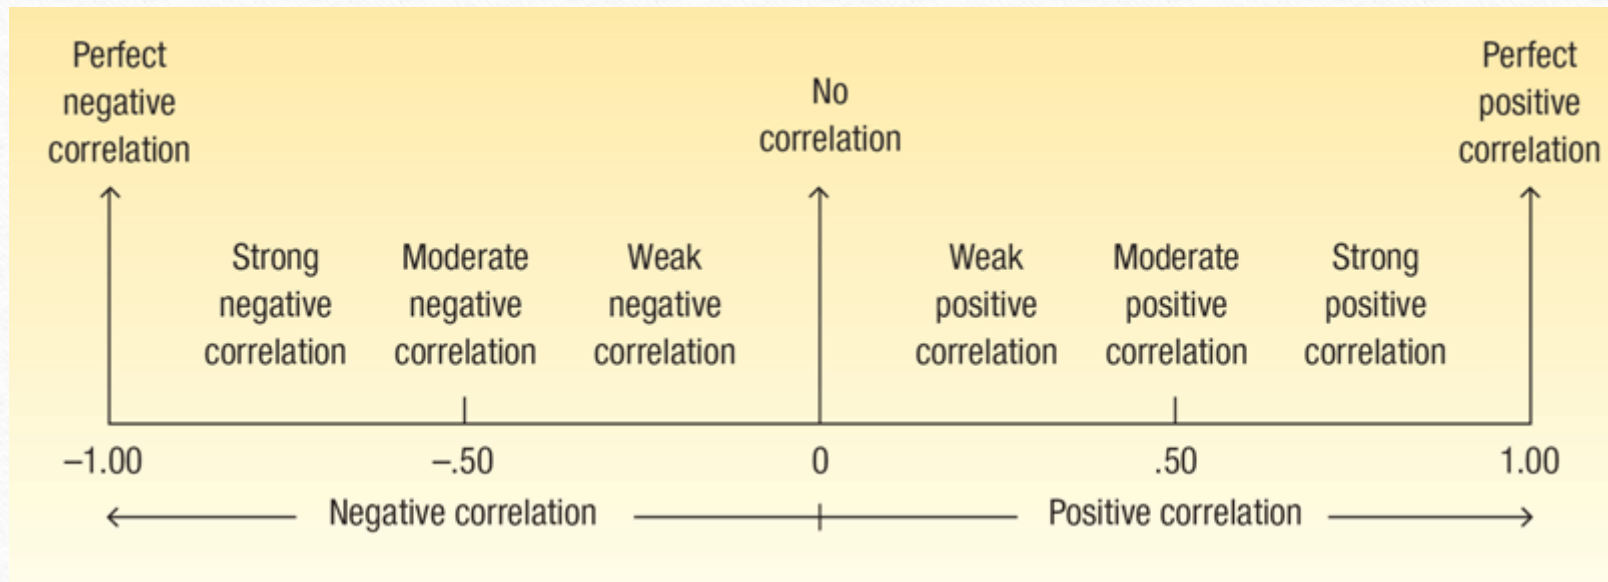 Perfect
negative
correlation
No
correlation
Perfect
positive
correlation
Strong
negative
correlation
Moderate
negative
correlation
Weak
negative
correlation
Weak
positive
correlation
Moderate
positive
correlation
Strong
positive
correlation
–1.00
–.50
0
.50
1.00
Negative correlation
Positive correlation